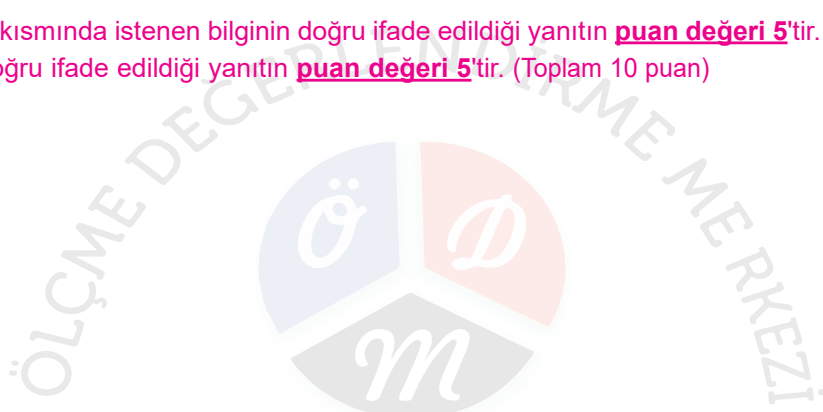 kısmında istenen bilginin doğru ifade edildiği yanıtın puan değeri 5'tir.
ğru ifade edildiği yanıtın puan değeri 5'tir. (Toplam 10 puan)
ÖLÇME DEĞERLENDİRME MERKEZİ
Ö D
M